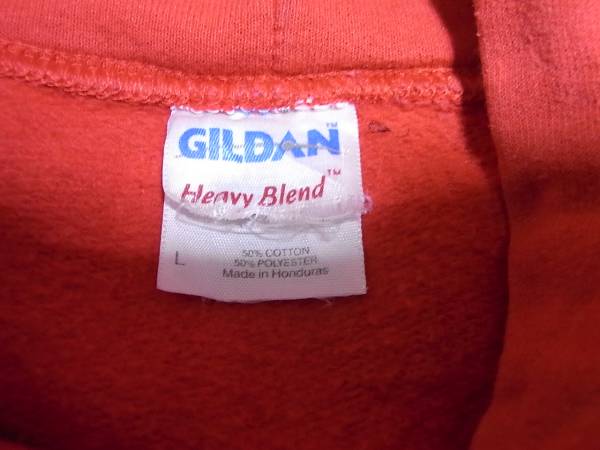 GILDAN™
Heavy Blend™
L
50% COTTON
50% POLYESTER
Made in Honduras